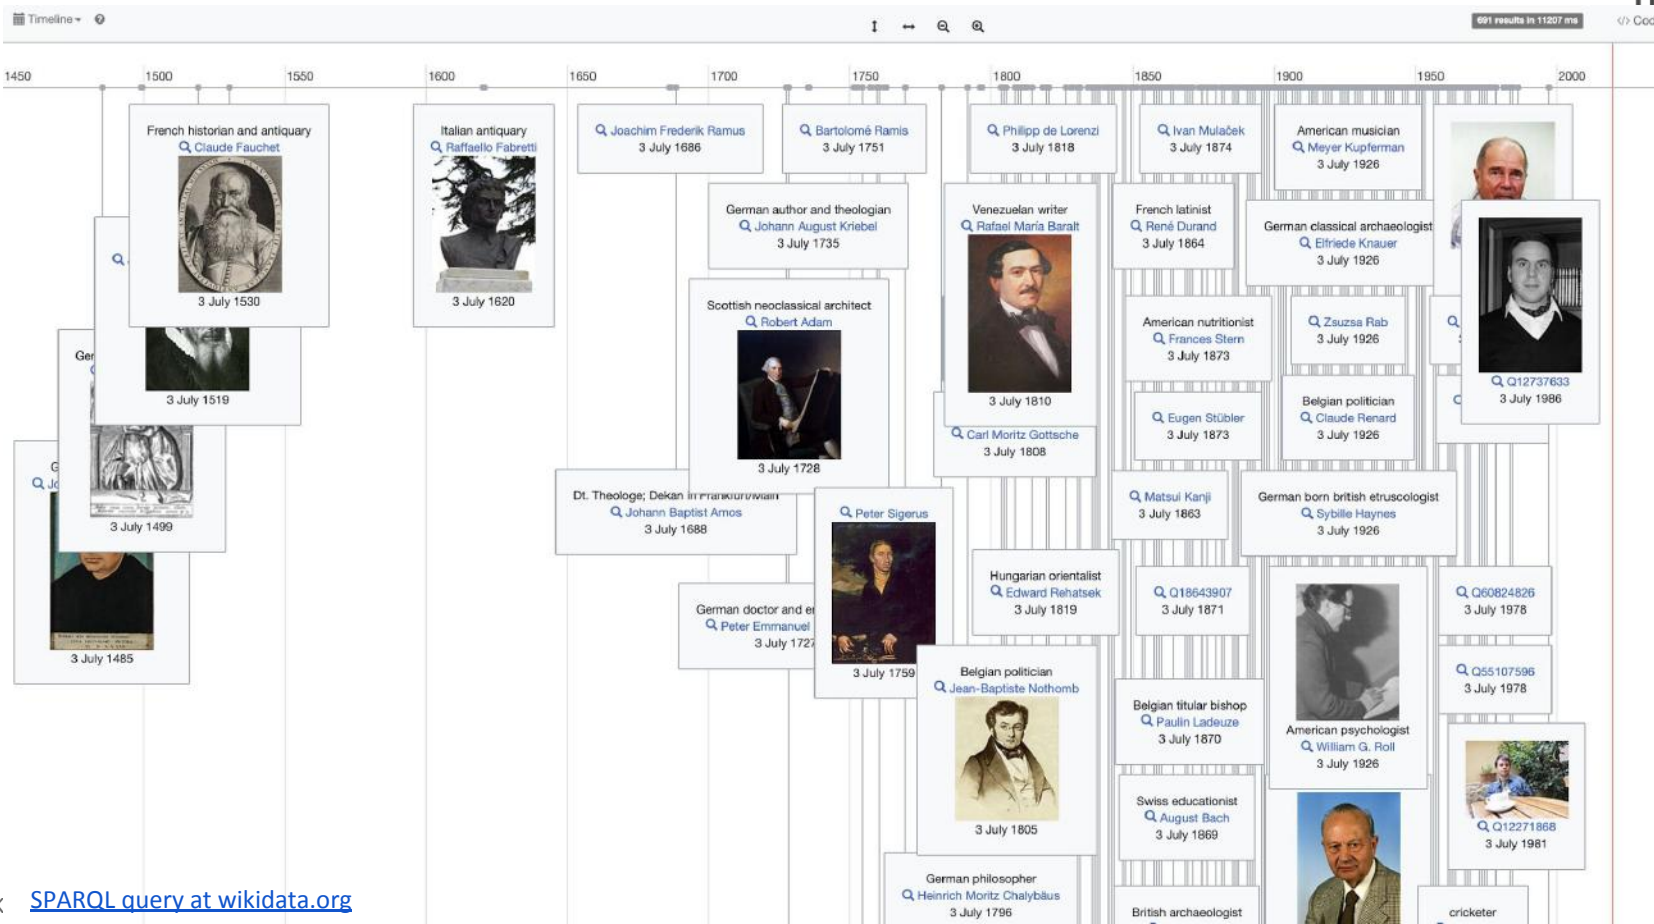 Timeline
691 results in 11207 ms
</> Coc
1450
1500
1550
1600
1650
1700
1750
1800
1850
1900
1950
2000
French historian and antiquary
Claude Fauchet
3 July 1530
Italian antiquary
Raffaello Fabretti
3 July 1620
Joachim Frederik Ramus
3 July 1686
Bartolomé Ramis
3 July 1751
Philipp de Lorenzi
3 July 1818
Ivan Mulaček
3 July 1874
American musician
Meyer Kupferman
3 July 1926
German author and theologian
Johann August Kriebel
3 July 1735
Venezuelan writer
Rafael María Baralt
3 July 1810
French latinist
René Durand
3 July 1864
German classical archaeologist
Elfriede Knauer
3 July 1926
Scottish neoclassical architect
Robert Adam
3 July 1728
American nutritionist
Frances Stern
3 July 1873
Zsuzsa Rab
3 July 1926
Q12737633
3 July 1986
3 July 1519
Ger
Carl Moritz Gottsche
3 July 1808
Eugen Stübler
3 July 1873
Belgian politician
Claude Renard
3 July 1926
3 July 1499
Dt. Theologe; Dekan in Frankfurt/Main
Johann Baptist Amos
3 July 1688
Peter Sigerus
3 July 1759
Matsui Kanji
3 July 1863
German born british etruscologist
Sybille Haynes
3 July 1926
3 July 1485
German doctor and er
Peter Emmanuel
3 July 1727
Hungarian orientalist
Edward Rehatsek
3 July 1819
Q18643907
3 July 1871
Q60824826
3 July 1978
Belgian politician
Jean-Baptiste Nothomb
3 July 1805
Belgian titular bishop
Paulin Ladeuze
3 July 1870
American psychologist
William G. Roll
3 July 1926
Q55107596
3 July 1978
Swiss educationist
August Bach
3 July 1869
Q12271868
3 July 1981
German philosopher
Heinrich Moritz Chalybäus
3 July 1796
British archaeologist
cricketer
SPARQL query at wikidata.org